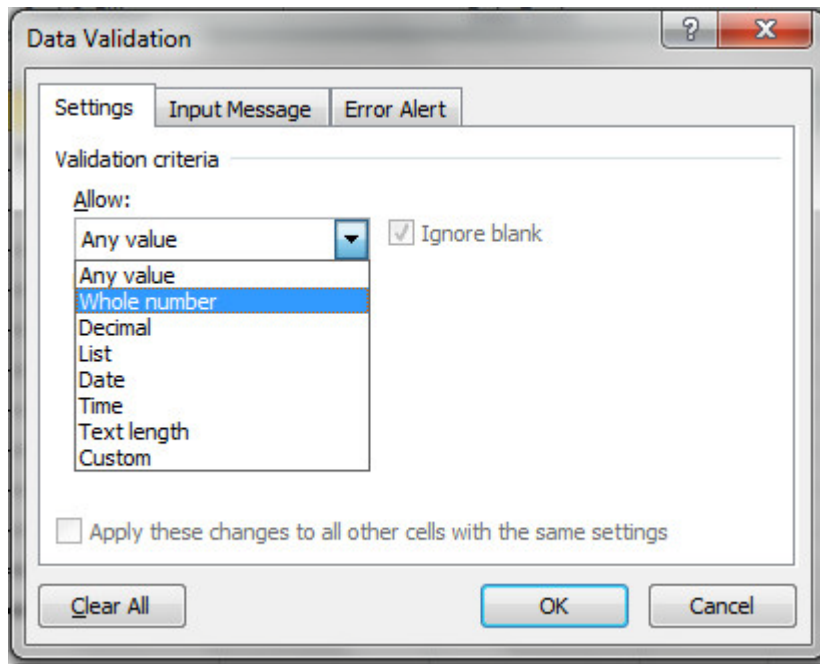 Data Validation
Settings Input Message Error Alert
Validation criteria
Allow:
Any value Ignore blank
Any value
Whole number
Decimal
List
Date
Time
Text length
Custom
Apply these changes to all other cells with the same settings
Clear All OK Cancel